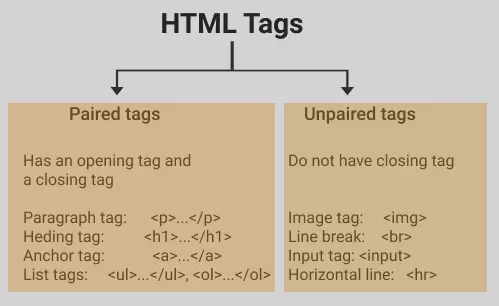 HTML Tags
Paired tags
Has an opening tag and
a closing tag
Paragraph tag: <p>...</p>
Heding tag: <h1>...</h1>
Anchor tag: <a>...</a>
List tags: <ul>...</ul>, <ol>...</ol>
Unpaired tags
Do not have closing tag
Image tag: <img>
Line break: <br>
Input tag: <input>
Horizontal line: <hr>